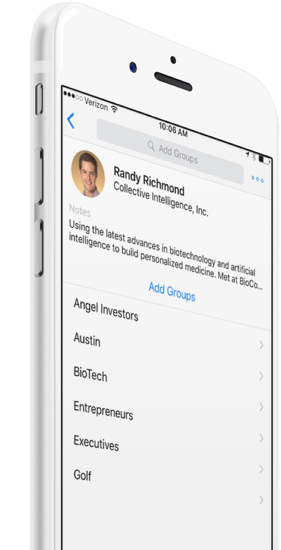 Verizon
10:06 AM
Add Groups
Randy Richmond
Collective Intelligence, Inc.
Notes
Using the latest advances in biotechnology and artificial
intelligence to build personalized medicine. Met at BioCo...
Add Groups
Angel Investors
Austin
BioTech
Entrepreneurs
Executives
Golf